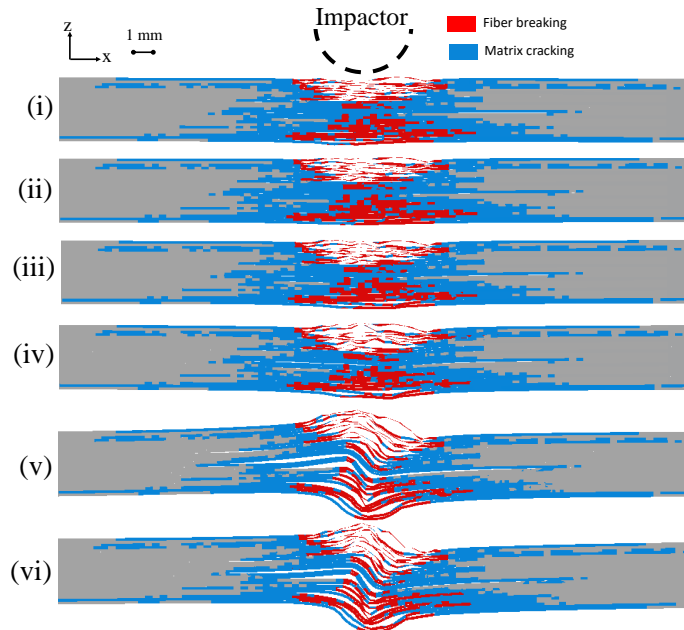 Impactor
Fiber breaking
Matrix cracking
z
x
1 mm
(i)
(ii)
(iii)
(iv)
(v)
(vi)